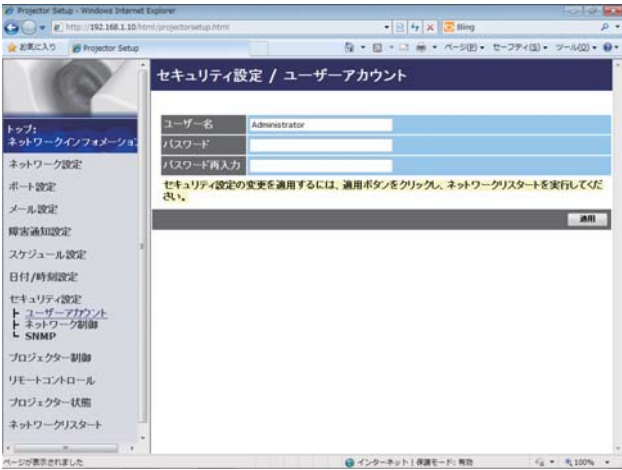 Projector Setup - Windows Internet Explorer
http://192.168.1.10/html/projectorsetup.html
Bing
お気に入り
Projector Setup
ページ(P)
セーフティ(S)
ツール(O)
セキュリティ設定 / ユーザーアカウント
トップ:
ネットワークインフォメーション
ネットワーク設定
ポート設定
メール設定
障害通知設定
スケジュール設定
日付/時刻設定
セキュリティ設定
ユーザーアカウント
ネットワーク制御
SNMP
プロジェクター制御
リモートコントロール
プロジェクター状態
ネットワークリスタート
ユーザー名
Administrator
パスワード
パスワード再入力
セキュリティ設定の変更を適用するには、適用ボタンをクリックし、ネットワークリスタートを実行してくだ
さい。
適用
ページが表示されました
インターネット | 保護モード: 無効
100%